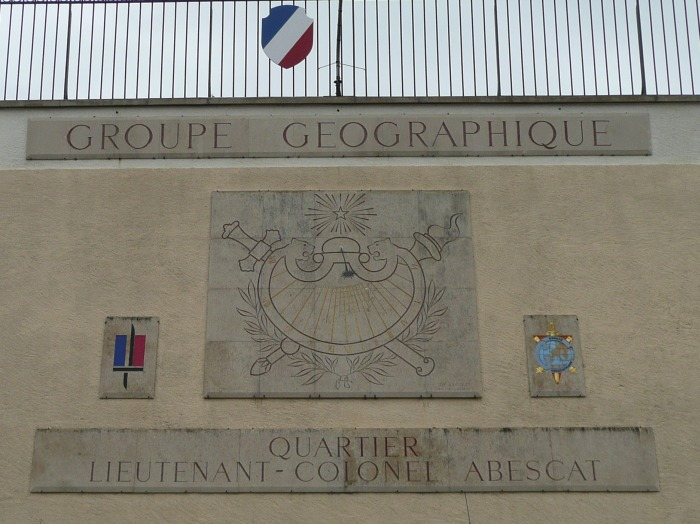 GROUPE GEOGRAPHIQUE
QUARTIER
LIEUTENANT-COLONEL ABESCAT